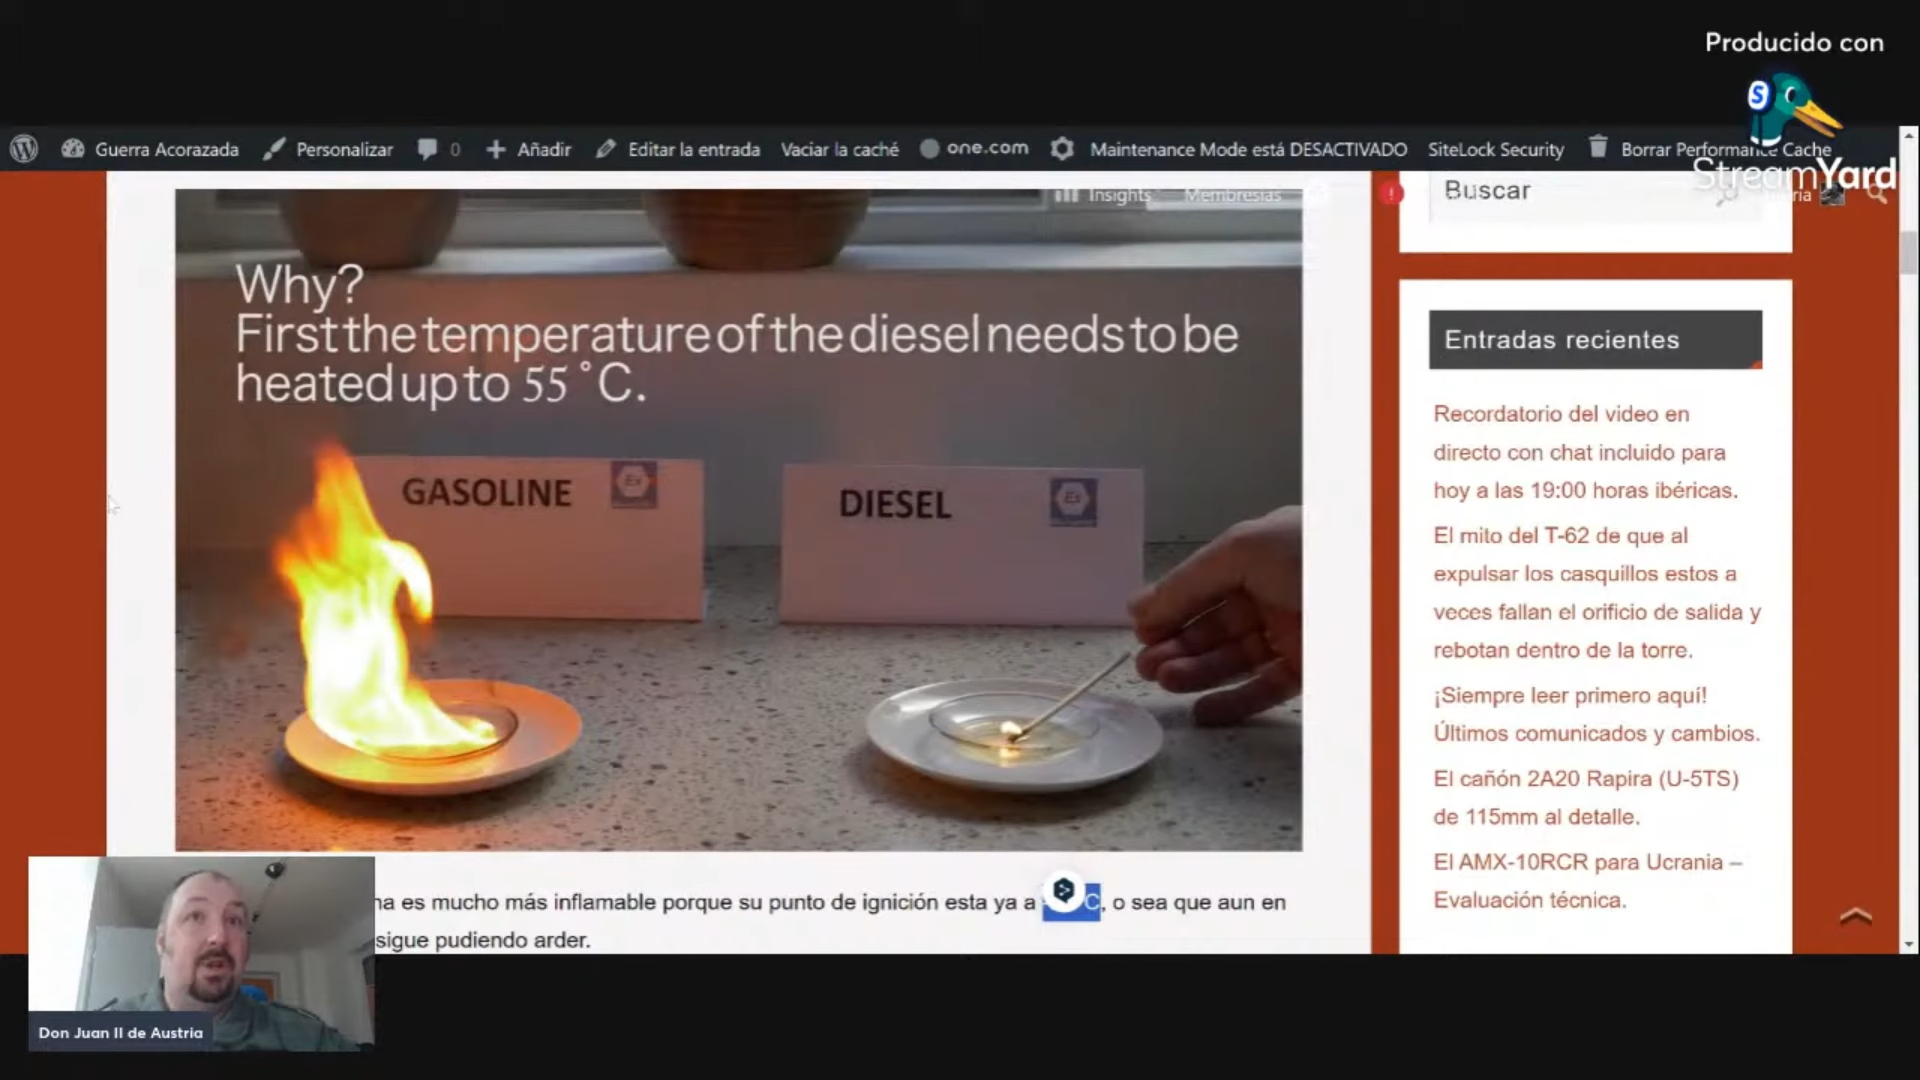 Producido con
StreamYard
Guerra Acorazada
Personalizar
0
Añadir
Editar la entrada
Vaciar la caché
one.com
Maintenance Mode está DESACTIVADO
SiteLock Security
Borrar Performance Cache
Insights
Membresías
Buscar
Why?
First the temperature of the diesel needs to be
heated up to 55 °C.
GASOLINE
Ex
DIESEL
Ex
es mucho más inflamable porque su punto de ignición esta ya a C, o sea que aun en
sigue pudiendo arder.
Entradas recientes
Recordatorio del video en
directo con chat incluido para
hoy a las 19:00 horas ibéricas.
El mito del T-62 de que al
expulsar los casquillos estos a
veces fallan el orificio de salida y
rebotan dentro de la torre.
¡Siempre leer primero aquí!
Últimos comunicados y cambios.
El cañón 2A20 Rapira (U-5TS)
de 115mm al detalle.
El AMX-10RCR para Ucrania –
Evaluación técnica.
Don Juan II de Austria